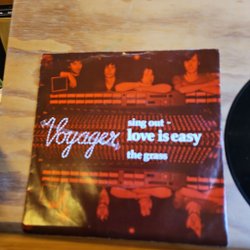 Voyager
sing out -
love is easy
the grass